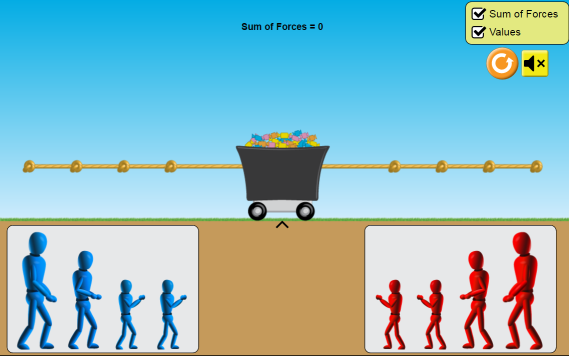 Sum of Forces = 0
Sum of Forces
Values